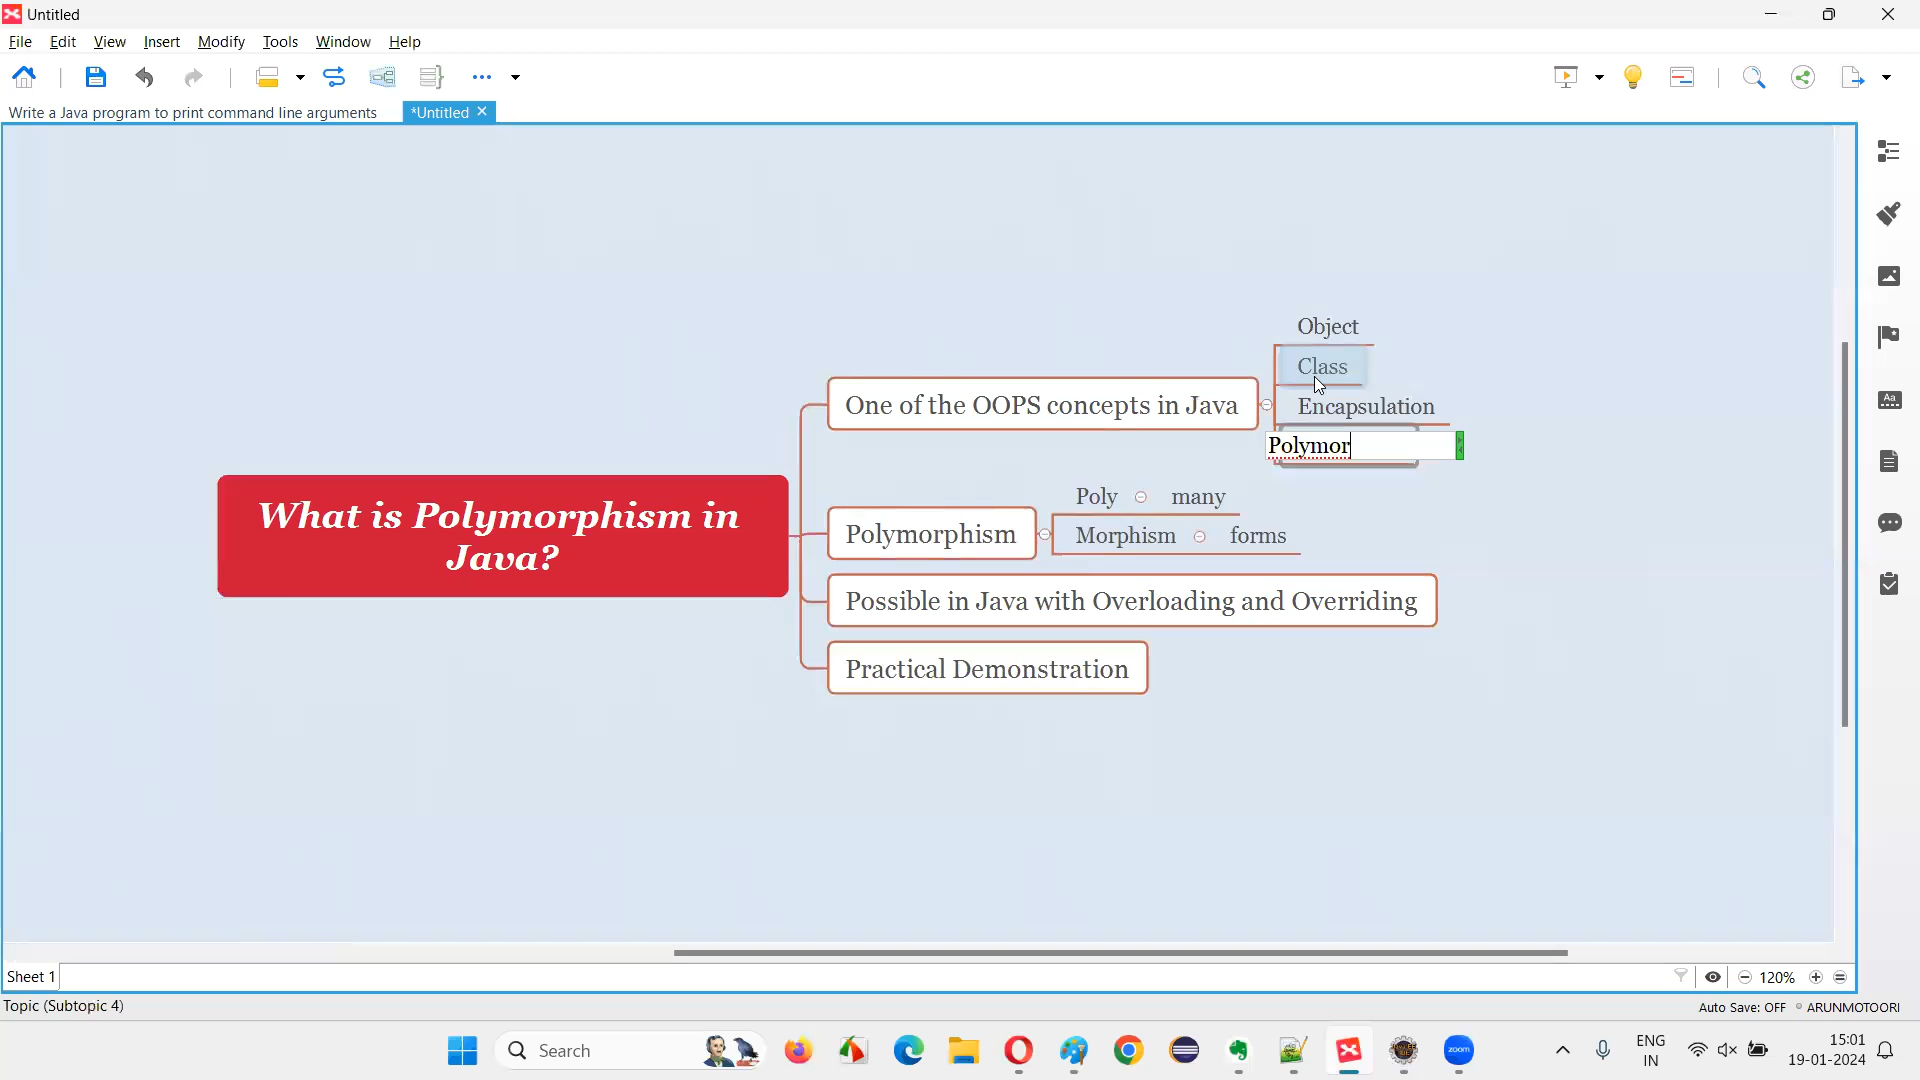 Untitled
File Edit View Insert Modify Tools Window Help
Write a Java program to print command line arguments
*Untitled
Object
Class
One of the OOPS concepts in Java
Encapsulation
Polymor
What is Polymorphism in
Java?
Poly
many
Polymorphism
Morphism
forms
Possible in Java with Overloading and Overriding
Practical Demonstration
Aa
Sheet 1
120%
Topic (Subtopic 4)
Auto Save: OFF
ARUNMOTOORI
Search
zoom
ENG
IN
15:01
19-01-2024